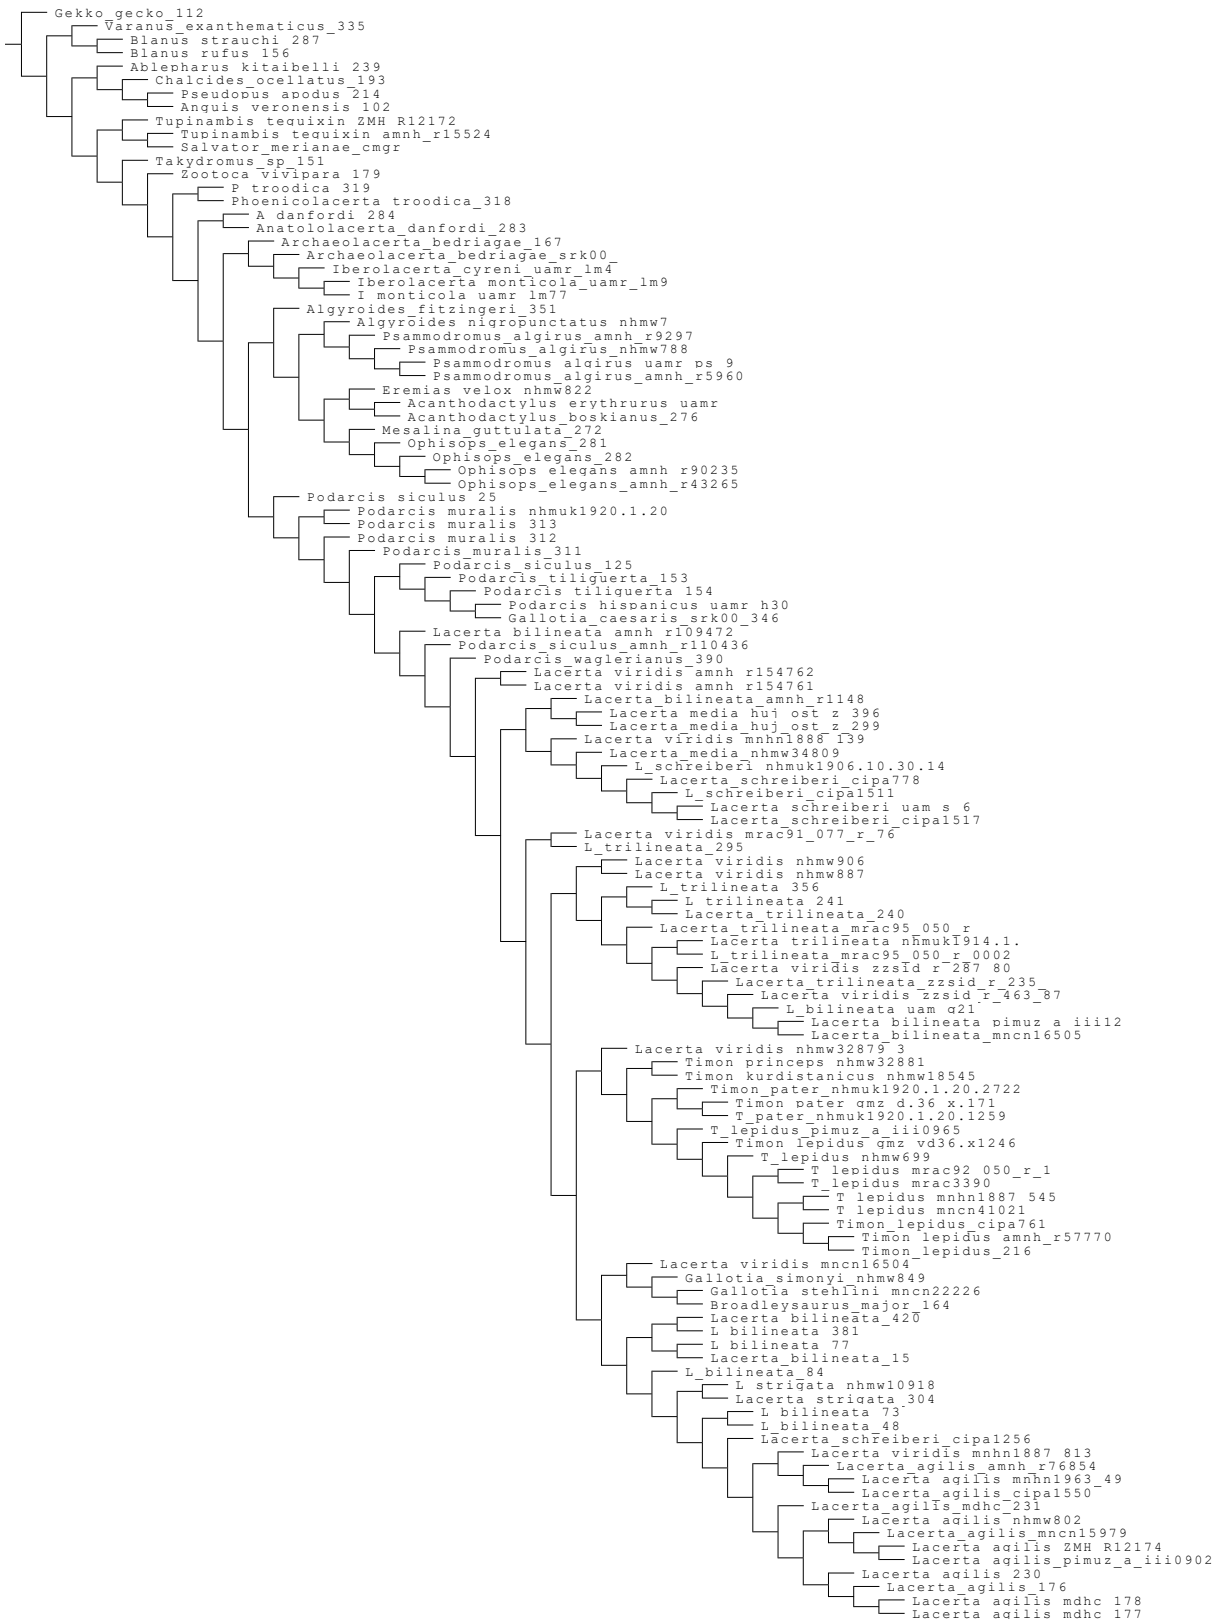 Gekko_gecko_112
Varanus_exanthematicus_335
Blanus_strauchi_287
Blanus_rufus_156
Ablepharus_kitaibelli_239
Chalcides_ocellatus_193
Pseudopus_apodus_214
Anguis_veronensis_102
Tupinambis_teguixin_ZMH_R12172
Tupinambis_teguixin_amnh_r15524
Salvator_merianae_cmgr
Takydromus_sp_151
Zootoca_vivipara_179
P_troodica_319
Phoenicolacerta_troodica_318
A_danfordi_284
Anatololacerta_danfordi_283
Archaeolacerta_bedriagae_167
Archaeolacerta_bedriagae_srk00_
Iberolacerta_cyreni_uamr_lm4
Iberolacerta_monticola_uamr_lm9
I_monticola_uamr_lm77
Algyroides_fitzingeri_351
Algyroides_nigropunctatus_nhmw7
Psammodromus_algirus_amnh_r9297
Psammodromus_algirus_nhmw788
Psammodromus_algirus_uamr_ps_9
Psammodromus_algirus_amnh_r5960
Eremias_velox_nhmw822
Acanthodactylus_erythrurus_uamr
Acanthodactylus_boskianus_276
Mesalina_guttulata_272
Ophisops_elegans_281
Ophisops_elegans_282
Ophisops_elegans_amnh_r90235
Ophisops_elegans_amnh_r43265
Podarcis_siculus_25
Podarcis_muralis_nhmuk1920.1.20
Podarcis_muralis_313
Podarcis_muralis_312
Podarcis_muralis_311
Podarcis_siculus_125
Podarcis_tiliguerta_153
Podarcis_tiliguerta_154
Podarcis_hispanicus_uamr_h30
Gallotia_caesaris_srk00_346
Lacerta_bilineata_amnh_r109472
Podarcis_siculus_amnh_r110436
Podarcis_waglerianus_390
Lacerta_viridis_amnh_r154762
Lacerta_viridis_amnh_r154761
Lacerta_bilineata_amnh_r1148
Lacerta_media_huj_ost_z_396
Lacerta_media_huj_ost_z_299
Lacerta_viridis_mnhn1888_139
Lacerta_media_nhmw34809
L_schreiberi_nhmuk1906.10.30.14
Lacerta_schreiberi_cipa778
L_schreiberi_cipa1511
Lacerta_schreiberi_uam_s_6
Lacerta_schreiberi_cipa1517
Lacerta_viridis_mrac91_077_r_76
L_trilineata_295
Lacerta_viridis_nhmw906
Lacerta_viridis_nhmw887
L_trilineata_356
L_trilineata_241
Lacerta_trilineata_240
Lacerta_trilineata_mrac95_050_r
Lacerta_trilineata_nhmuk1914.1.
L_trilineata_mrac95_050_r_0002
Lacerta_viridis_zzsid_r_287_80
Lacerta_trilineata_zzsid_r_235_
Lacerta_viridis_zzsid_r_463_87
L_bilineata_uam_g21
Lacerta_bilineata_pimuz_a_iii12
Lacerta_bilineata_mncn16505
Lacerta_viridis_nhmw32879_3
Timon_princeps_nhmw32881
Timon_kurdistanicus_nhmw18545
Timon_pater_nhmuk1920.1.20.2722
Timon_pater_gmz_d.36_x.171
T_pater_nhmuk1920.1.20.1259
T_lepidus_pimuz_a_iii0965
Timon_lepidus_gmz_vd36.x1246
T_lepidus_nhmw699
T_lepidus_mrac92_050_r_1
T_lepidus_mrac3390
T_lepidus_mnhn1887_545
T_lepidus_mncn41021
Timon_lepidus_cipa761
Timon_lepidus_amnh_r57770
Timon_lepidus_216
Lacerta_viridis_mncn16504
Gallotia_simonyi_nhmw849
Gallotia_stehlini_mncn22226
Broadleysaurus_major_164
Lacerta_bilineata_420
L_bilineata_381
L_bilineata_77
Lacerta_bilineata_15
L_bilineata_84
L_strigata_nhmw10918
Lacerta_strigata_304
L_bilineata_73
L_bilineata_48
Lacerta_schreiberi_cipa1256
Lacerta_viridis_mnhn1887_813
Lacerta_agilis_amnh_r76854
Lacerta_agilis_mnhn1963_49
Lacerta_agilis_cipa1550
Lacerta_agilis_mdhc_231
Lacerta_agilis_nhmw802
Lacerta_agilis_mncn15979
Lacerta_agilis_ZMH_R12174
Lacerta_agilis_pimuz_a_iii0902
Lacerta_agilis_230
Lacerta_agilis_176
Lacerta_agilis_mdhc_178
Lacerta_agilis_mdhc_177